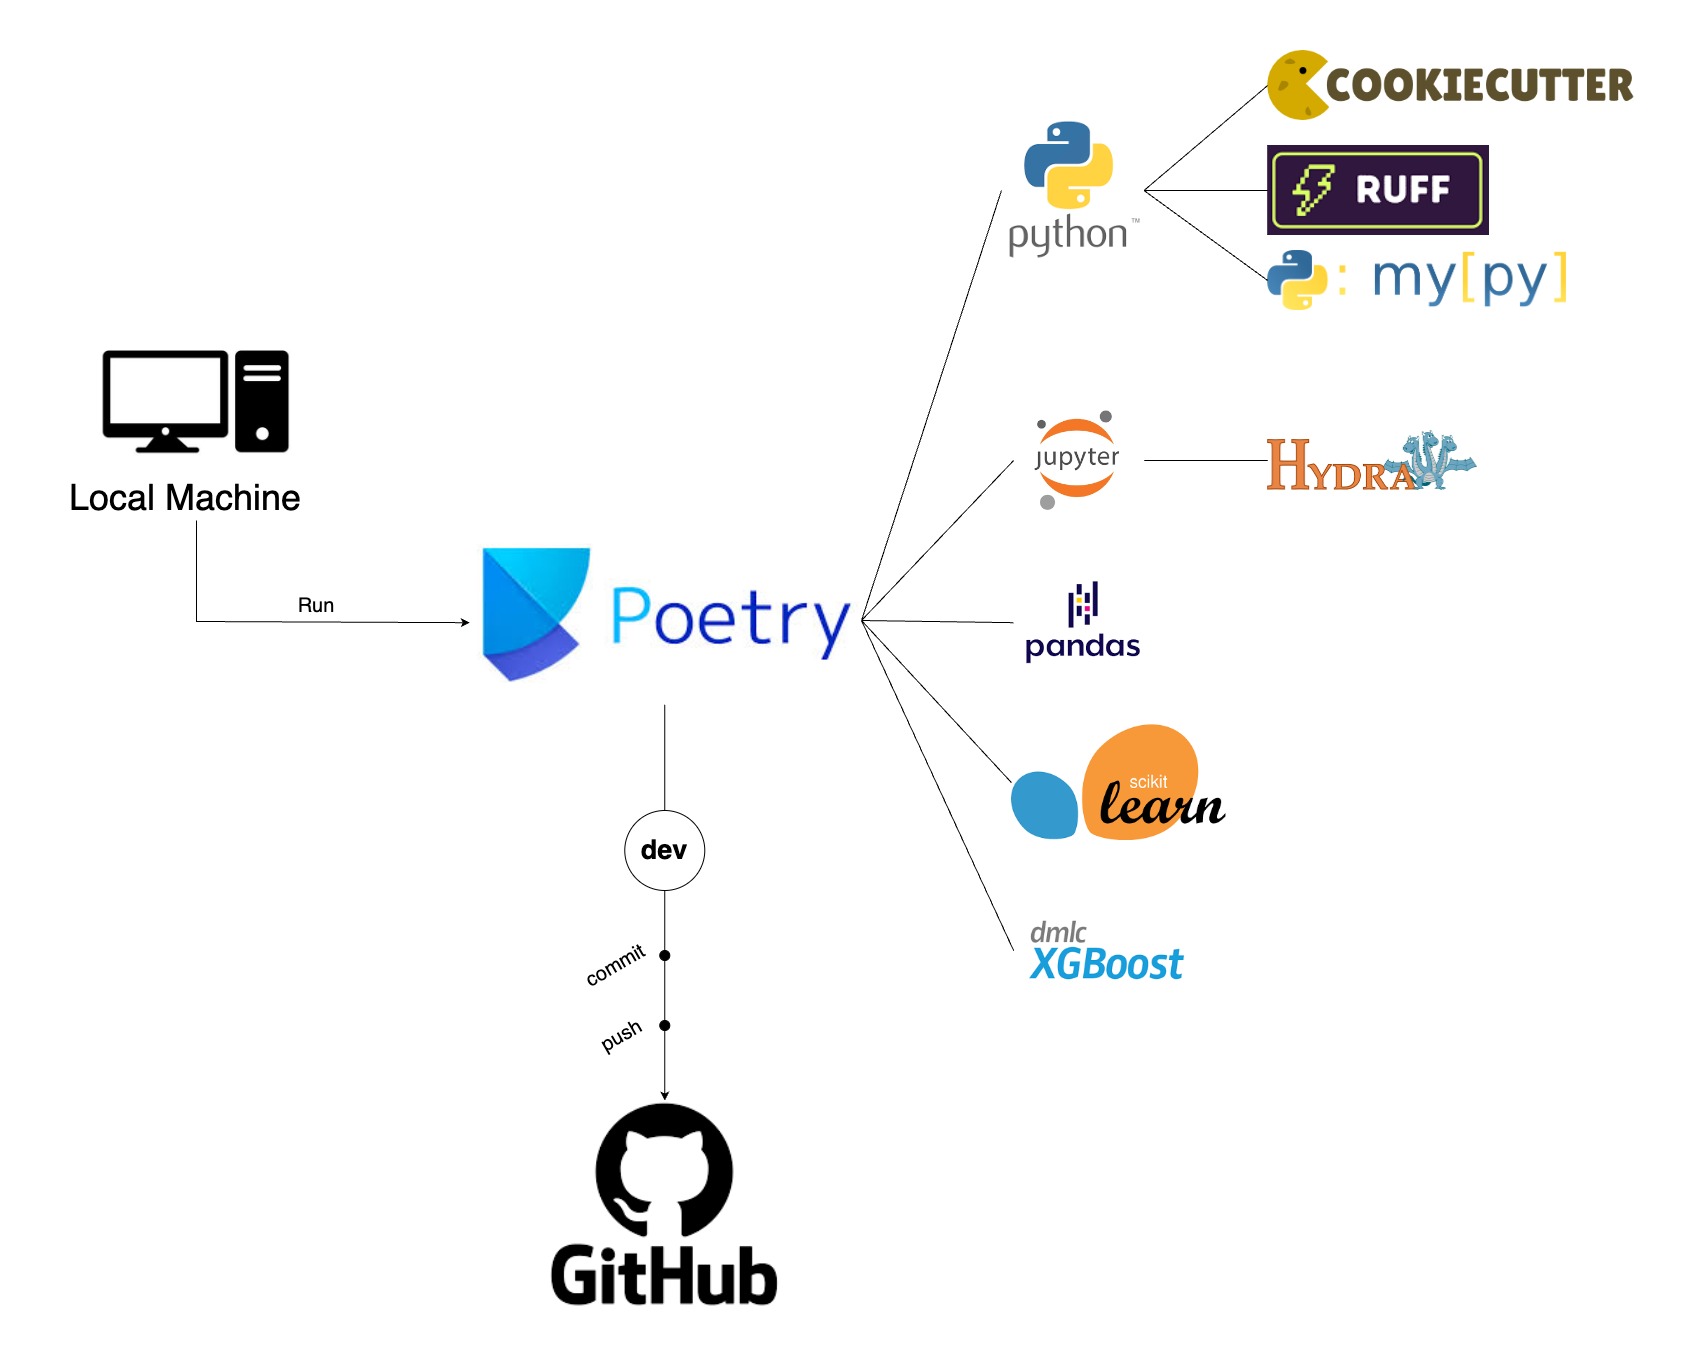 COOKIECUTTER
RUFF
python™
: my[py]
Local Machine
jupyter
HYDRA
Run
Poetry
pandas
scikit
learn
dev
dmlc
XGBoost
commit
push
GitHub